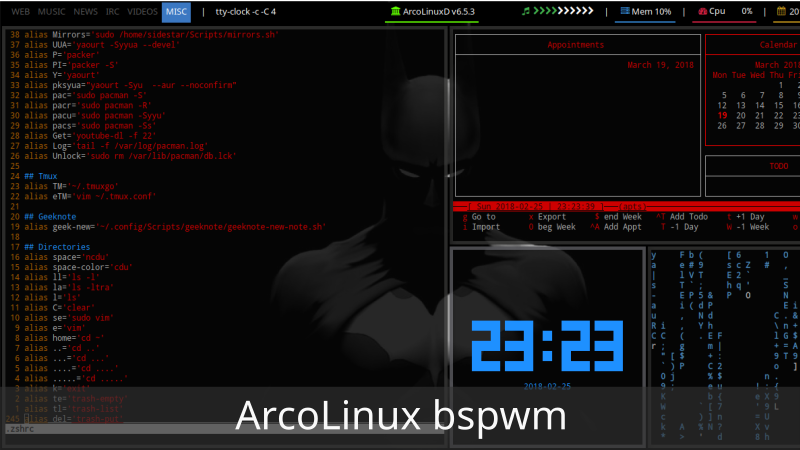 WEB MUSIC NEWS IRC VIDEOS MISC | tty-clock -c -C 4 ArcoLinuxD v6.5.3 | Mem 10% | Cpu 0% | 20
38 alias Mirrors='sudo /home/sidestar/Scripts/mirrors.sh'
37 alias UUA='yaourt -Syyua --devel'
36 alias P='packer'
35 alias PI='packer -S'
34 alias Y='yaourt'
33 alias pksyua="yaourt -Syu --aur --noconfirm"
32 alias pac='sudo pacman -S'
31 alias pacr='sudo pacman -R'
30 alias pacu='sudo pacman -Syyu'
29 alias pacs='sudo pacman -Ss'
28 alias Get='youtube-dl -f 22'
27 alias Log='tail -f /var/log/pacman.log'
26 alias Unlock='sudo rm /var/lib/pacman/db.lck'
25
24 ## Tmux
23 alias TM='~/.tmuxgo'
22 alias eTM='vim ~/.tmux.conf'
21
20 ## Geeknote
19 alias geek-new='~/.config/Scripts/geeknote/geeknote-new-note.sh'
18
17 ## Directories
16 alias space='ncdu'
15 alias space-color='cdu'
14 alias ll='ls -l'
13 alias la='ls -ltra'
12 alias l='ls'
11 alias C='clear'
10 alias se='sudo vim'
9 alias e='vim'
8 alias home='cd ~'
7 alias ..='cd ..'
6 alias ...='cd ...'
5 alias ....='cd ....'
4 alias .....='cd .....'
3 alias k='exit'
2 alias te='trash-empty'
1 alias tl='trash-list'
245 alias del='trash-put'
.zshrc
Appointments
March 19, 2018
Calendar
March 2018
Mon Tue Wed Thu Fri
1
5 6 7 8 9
12 13 14 15 16
19 20 21 22 23
26 27 28 29 30
TODO
[ Sun 2018-02-25 | 23:23:39 ] (apts)
g Go to x Export $ end Week ^T Add Todo t +1 Day w
i Import 0 beg Week ^A Add Appt T -1 Day W -1 Week
23:23
2018-02-25
ArcoLinux bspwm